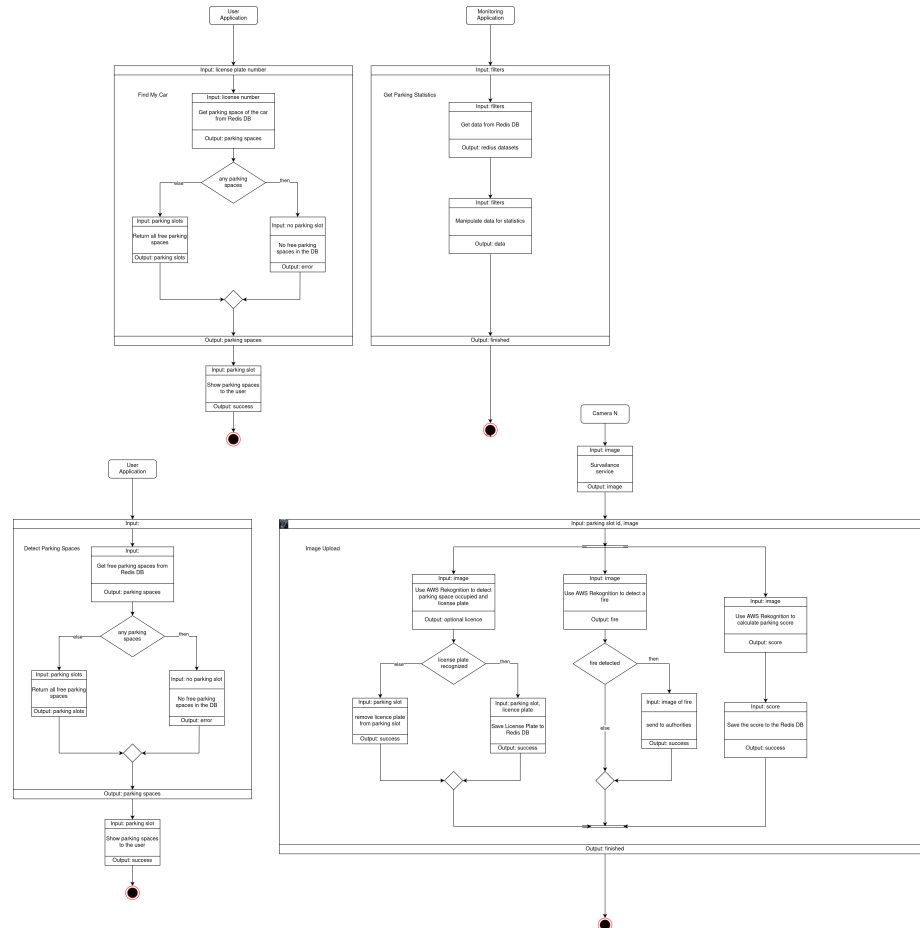 User
Application
Input: license plate number
Find My Car
Input: license number
Get parking space of the car
from Redis DB
Output: parking spaces
any parking
spaces
else
then
Input: parking slots
Return all free parking
spaces
Output: parking slots
Input: no parking slot
No free parking
spaces in the DB
Output: error
Output: parking spaces
Input: parking slot
Show parking spaces
to the user
Output: success
Monitoring
Application
Input: filters
Get Parking Statistics
Input: filters
Get data from Redis DB
Output: redius datasets
Input: filters
Manipulate data for statistics
Output: data
Output: finished
User
Application
Input:
Detect Parking Spaces
Input:
Get free parking spaces from
Redis DB
Output: parking spaces
any parking
spaces
else
then
Input: parking slots
Return all free parking
spaces
Output: parking slots
Input: no parking slot
No free parking
spaces in the DB
Output: error
Output: parking spaces
Input: parking slot
Show parking spaces
to the user
Output: success
Camera N
Input: image
Survailance
service
Output: image
Input: parking slot id, image
Image Upload
Input: image
Use AWS Rekognition to detect
parking space occupied and
license plate
Output: optional licence
license plate
recognized
else
then
Input: parking slot
remove licence plate
from parking slot
Output: success
Input: parking slot,
licence plate
Save License Plate to
Redis DB
Output: success
Input: image
Use AWS Rekognition to detect a
fire
Output: fire
fire detected
then
else
Input: image of fire
send to authorities
Output: success
Input: image
Use AWS Rekognition to
calculate parking score
Output: score
Input: score
Save the score to the Redis DB
Output: success
Output: finished